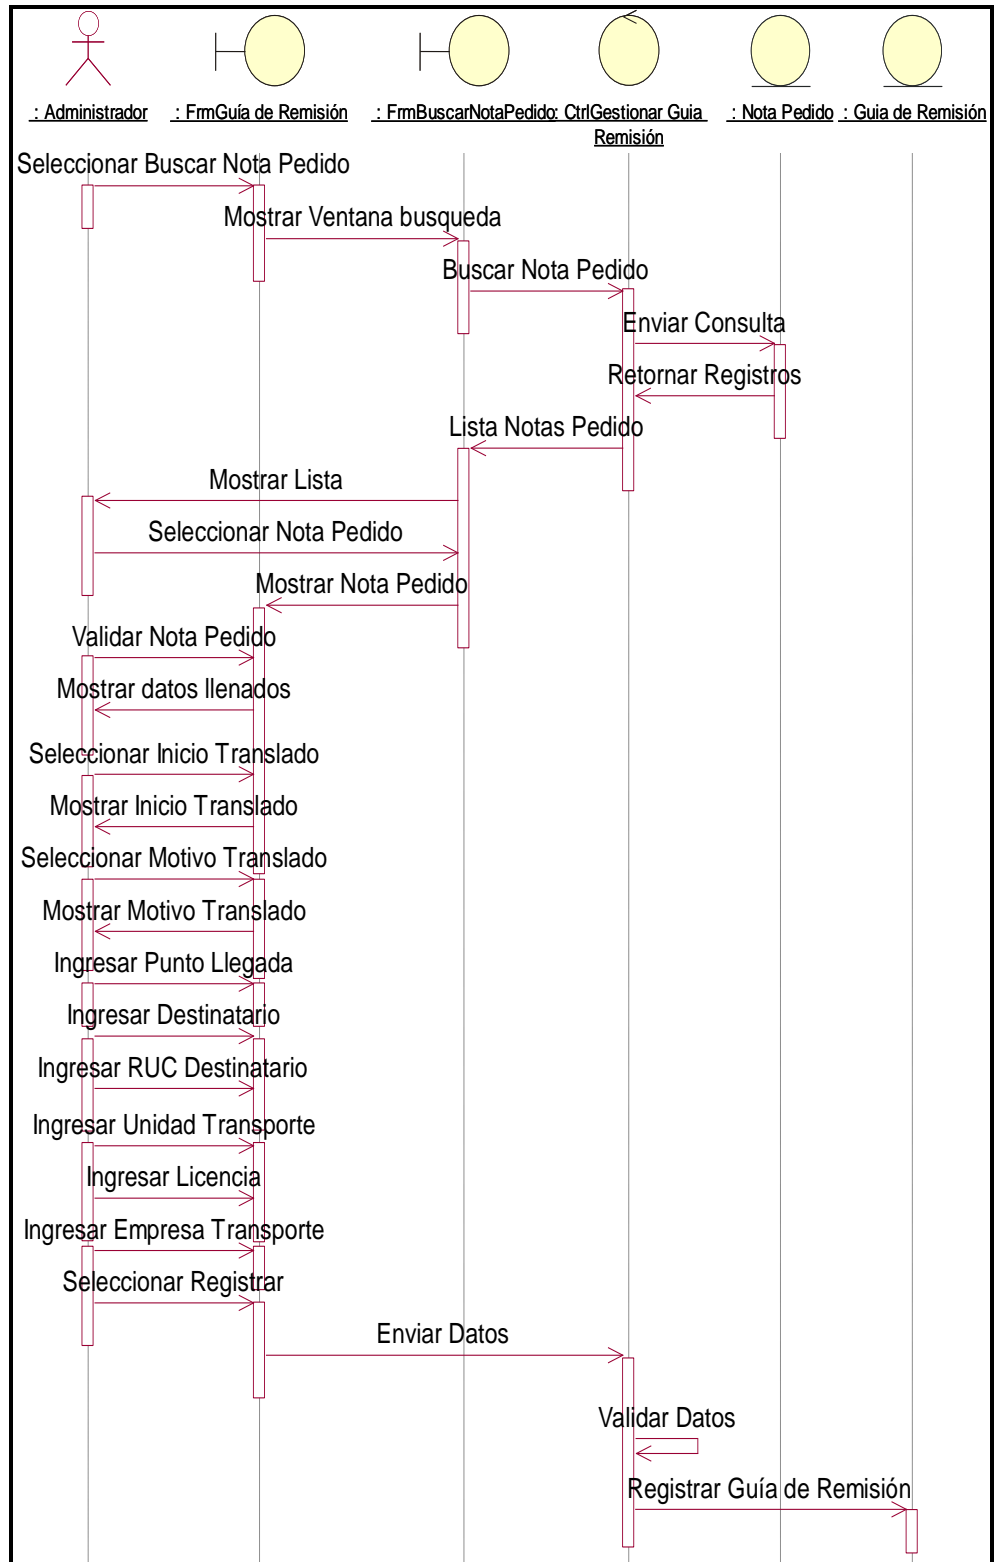 : Administrador
: FrmGuía de Remisión
: FrmBuscarNotaPedido
: CtrlGestionar Guia
Remisión
: Nota Pedido
: Guia de Remisión
Seleccionar Buscar Nota Pedido
Mostrar Ventana busqueda
Buscar Nota Pedido
Enviar Consulta
Retornar Registros
Lista Notas Pedido
Mostrar Lista
Seleccionar Nota Pedido
Mostrar Nota Pedido
Validar Nota Pedido
Mostrar datos llenados
Seleccionar Inicio Translado
Mostrar Inicio Translado
Seleccionar Motivo Translado
Mostrar Motivo Translado
Ingresar Punto Llegada
Ingresar Destinatario
Ingresar RUC Destinatario
Ingresar Unidad Transporte
Ingresar Licencia
Ingresar Empresa Transporte
Seleccionar Registrar
Enviar Datos
Validar Datos
Registrar Guía de Remisión